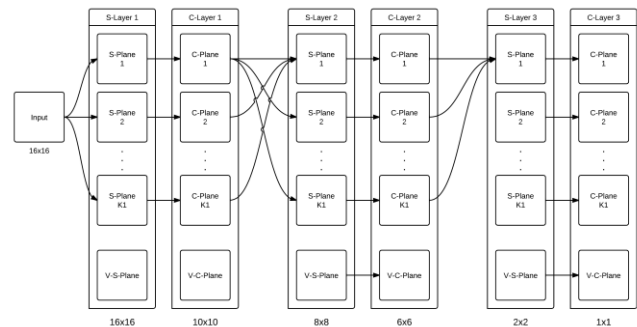 S-Layer 1
C-Layer 1
S-Layer 2
C-Layer 2
S-Layer 3
C-Layer 3
S-Plane
1
C-Plane
1
S-Plane
1
C-Plane
1
S-Plane
1
C-Plane
1
Input
16x16
S-Plane
2
C-Plane
2
S-Plane
2
C-Plane
2
S-Plane
2
C-Plane
2
. . .
. . .
. . .
. . .
. . .
. . .
S-Plane
K1
C-Plane
K1
S-Plane
K1
C-Plane
K1
S-Plane
K1
C-Plane
K1
V-S-Plane
V-C-Plane
V-S-Plane
V-C-Plane
V-S-Plane
V-C-Plane
16x16
10x10
8x8
6x6
2x2
1x1